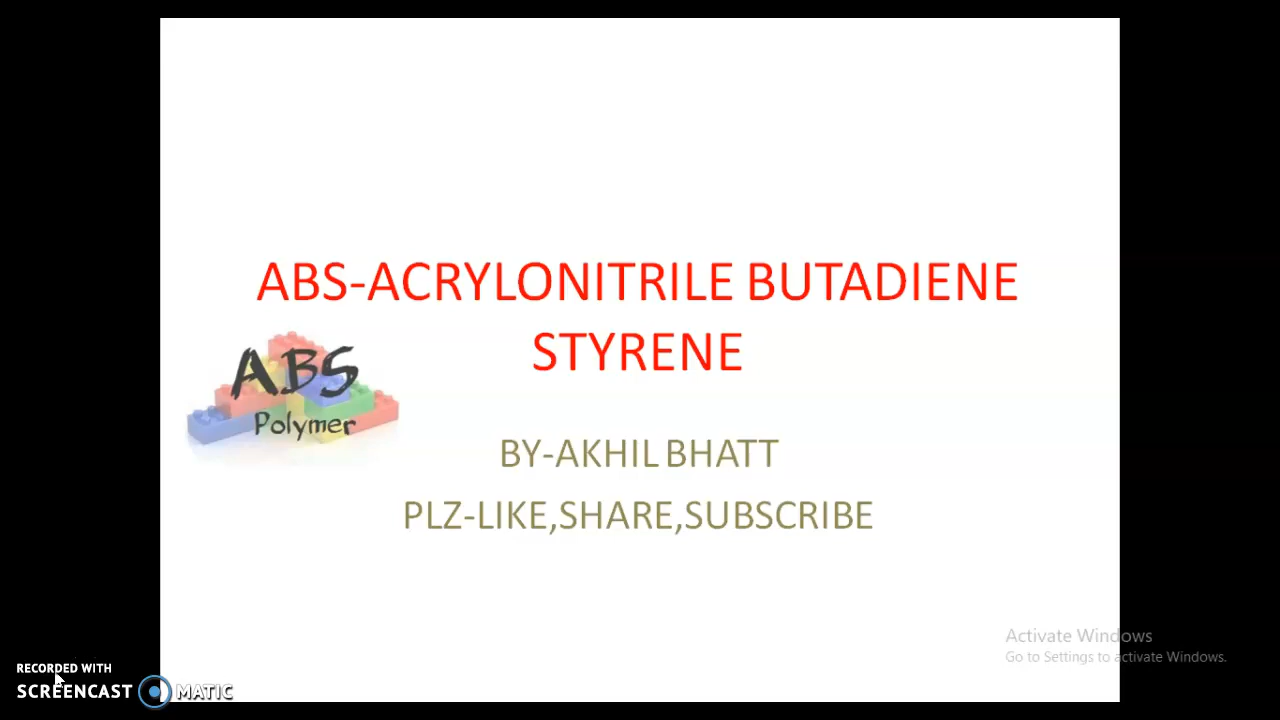 ABS-ACRYLONITRILE BUTADIENE
STYRENE
ABS
Polymer
BY-AKHIL BHATT
PLZ-LIKE,SHARE,SUBSCRIBE
Activate Windows
Go to Settings to activate Windows.
RECORDED WITH
SCREENCAST MATIC